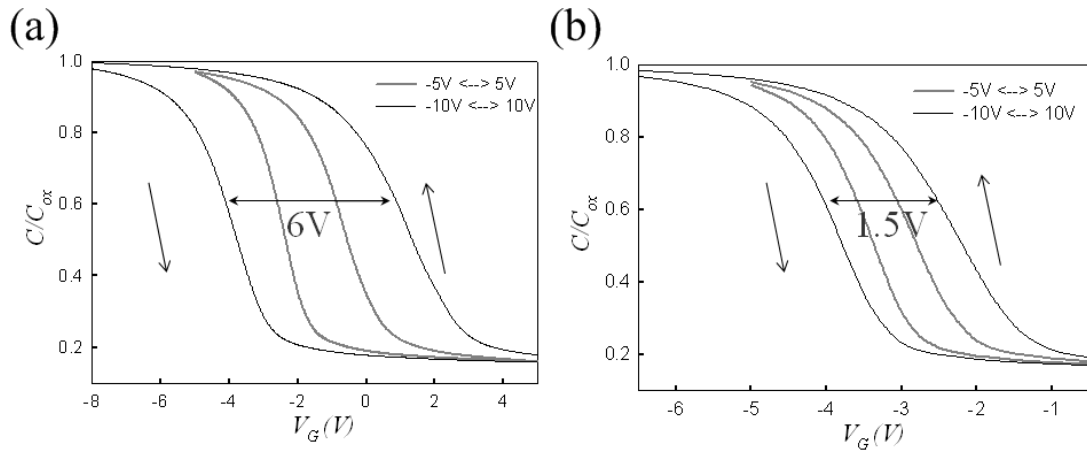 (a)
-5V <--> 5V
-10V <--> 10V
6V
C/Cox
1.0
0.8
0.6
0.4
0.2
-8
-6
-4
-2
0
2
4
VG(V)
(b)
-5V <--> 5V
-10V <--> 10V
1.5V
C/Cox
1.0
0.8
0.6
0.4
0.2
-6
-5
-4
-3
-2
-1
VG(V)